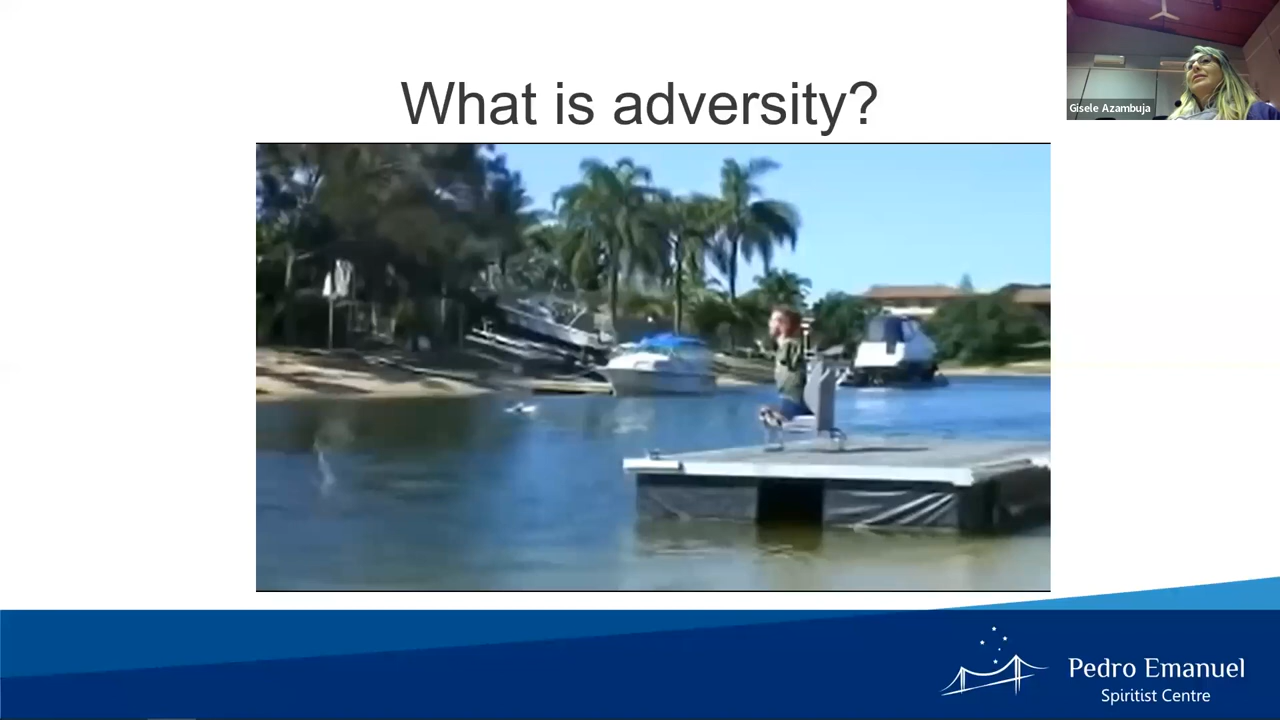 What is adversity?
Gisele Azambuja
Pedro Emanuel
Spiritist Centre